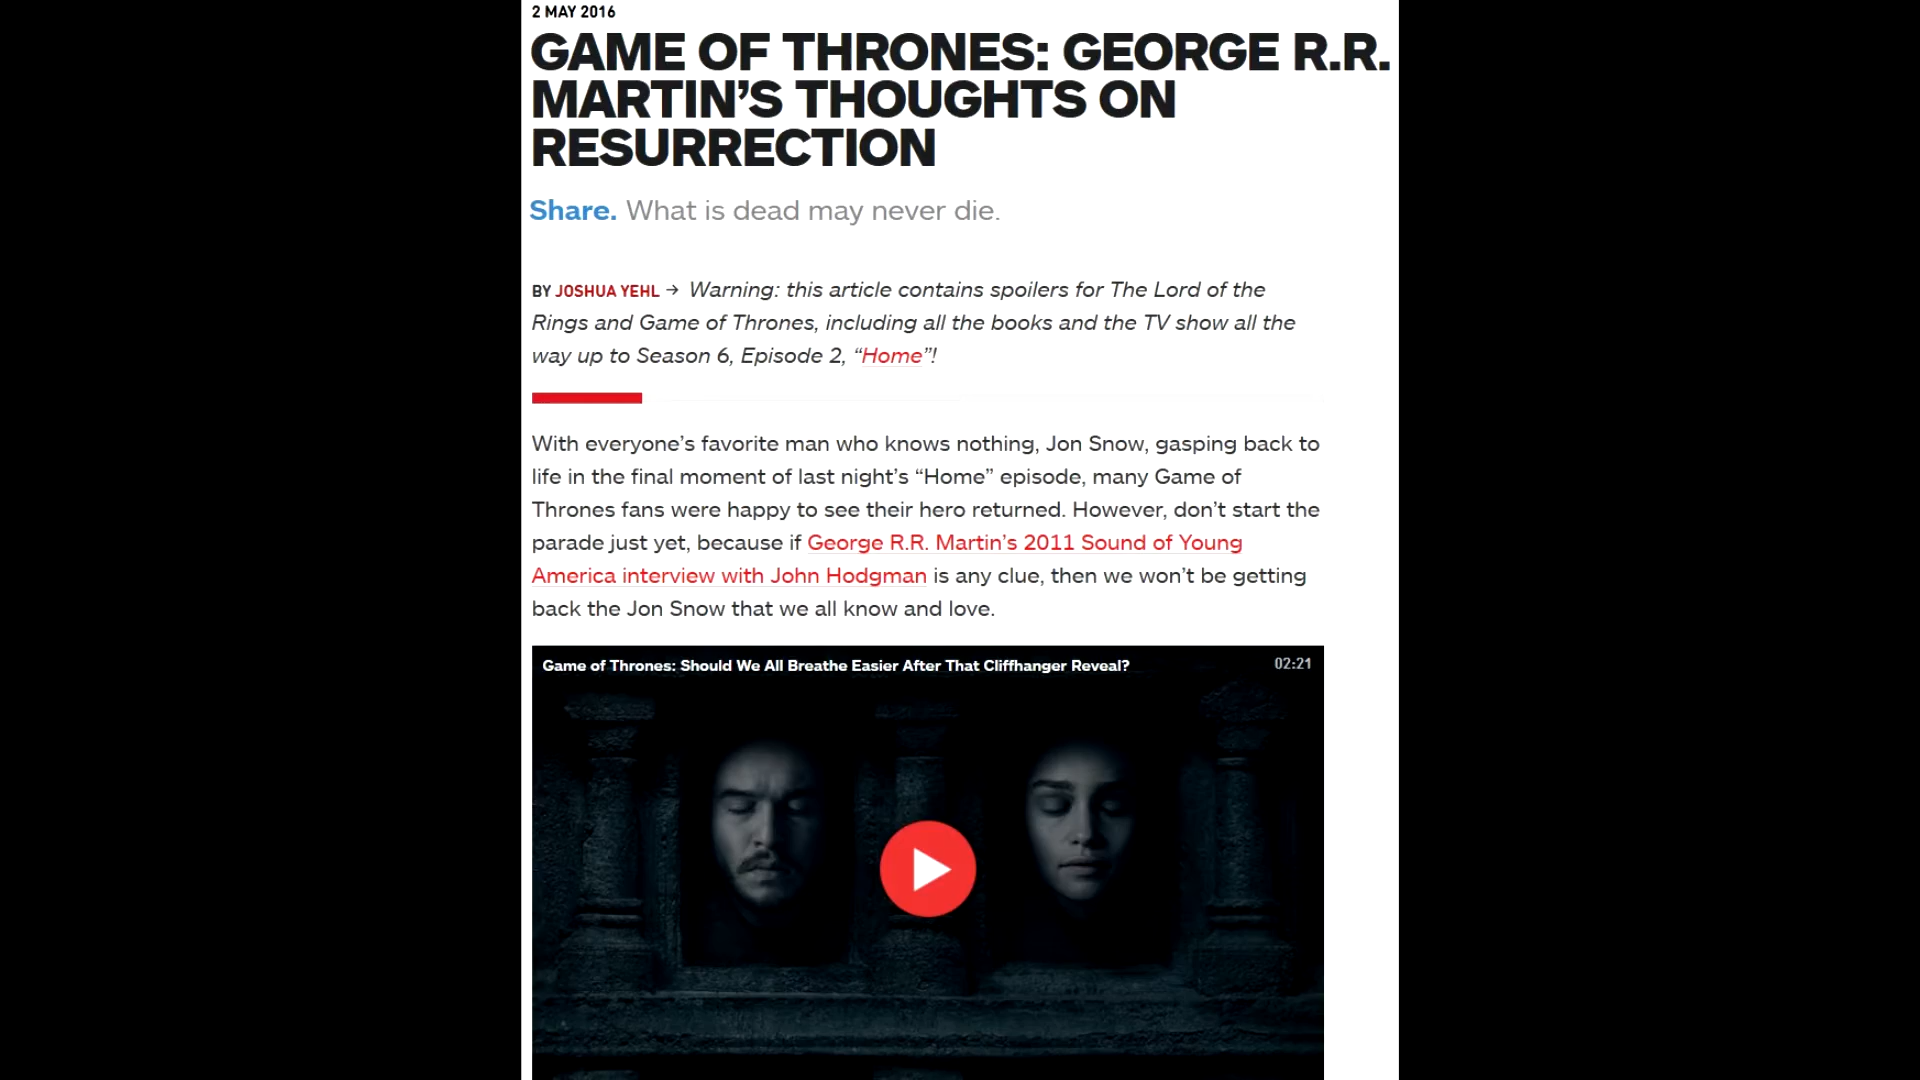 2 MAY 2016
GAME OF THRONES: GEORGE R.R.
MARTIN’S THOUGHTS ON
RESURRECTION
Share. What is dead may never die.
BY JOSHUA YEHL → Warning: this article contains spoilers for The Lord of the
Rings and Game of Thrones, including all the books and the TV show all the
way up to Season 6, Episode 2, “Home”!
With everyone’s favorite man who knows nothing, Jon Snow, gasping back to
life in the final moment of last night’s “Home” episode, many Game of
Thrones fans were happy to see their hero returned. However, don’t start the
parade just yet, because if George R.R. Martin’s 2011 Sound of Young
America interview with John Hodgman is any clue, then we won’t be getting
back the Jon Snow that we all know and love.
Game of Thrones: Should We All Breathe Easier After That Cliffhanger Reveal?
02:21